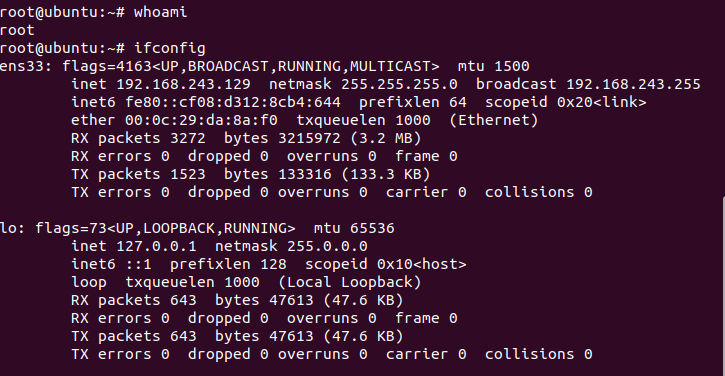 root@ubuntu:~# whoami
root
root@ubuntu:~# ifconfig
ens33: flags=4163<UP,BROADCAST,RUNNING,MULTICAST>  mtu 1500
        inet 192.168.243.129  netmask 255.255.255.0  broadcast 192.168.243.255
        inet6 fe80::cf08:d312:8cb4:644  prefixlen 64  scopeid 0x20<link>
        ether 00:0c:29:da:8a:f0  txqueuelen 1000  (Ethernet)
        RX packets 3272  bytes 3215972 (3.2 MB)
        RX errors 0  dropped 0  overruns 0  frame 0
        TX packets 1523  bytes 133316 (133.3 KB)
        TX errors 0  dropped 0 overruns 0  carrier 0  collisions 0

lo: flags=73<UP,LOOPBACK,RUNNING>  mtu 65536
        inet 127.0.0.1  netmask 255.0.0.0
        inet6 ::1  prefixlen 128  scopeid 0x10<host>
        loop  txqueuelen 1000  (Local Loopback)
        RX packets 643  bytes 47613 (47.6 KB)
        RX errors 0  dropped 0  overruns 0  frame 0
        TX packets 643  bytes 47613 (47.6 KB)
        TX errors 0  dropped 0 overruns 0  carrier 0  collisions 0